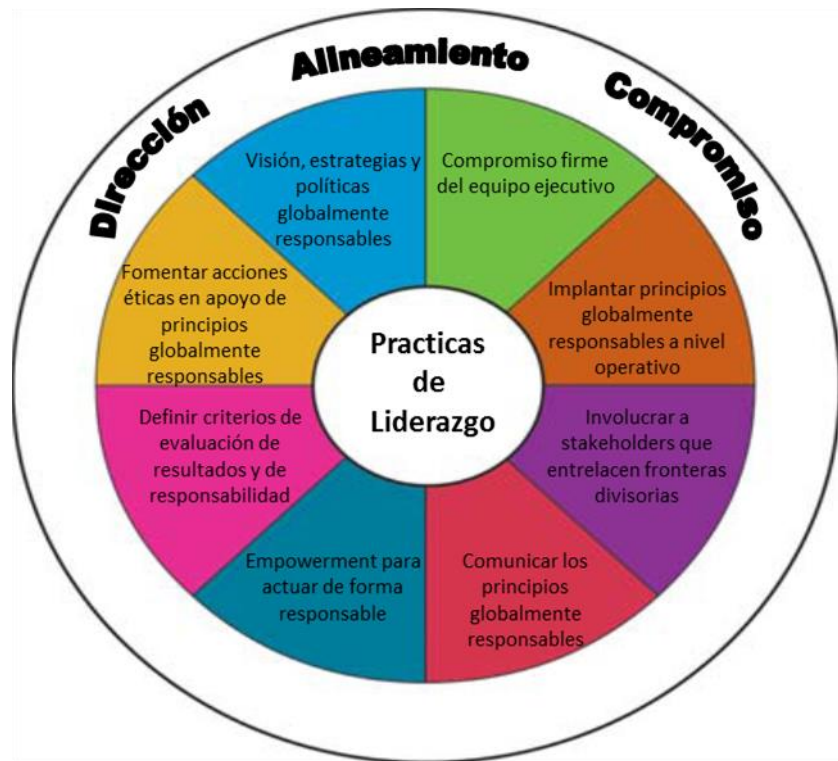 Dirección
Alineamiento
Compromiso
Visión, estrategias y
políticas
globalmente
responsables
Compromiso firme
del equipo ejecutivo
Implantar principios
globalmente
responsables a nivel
operativo
Involucrar a
stakeholders que
entrelacen fronteras
divisorias
Comunicar los
principios
globalmente
responsables
Empowerment para
actuar de forma
responsable
Definir criterios de
evaluación de
resultados y de
responsabilidad
Fomentar acciones
éticas en apoyo de
principios
globalmente
responsables
Practicas
de
Liderazgo